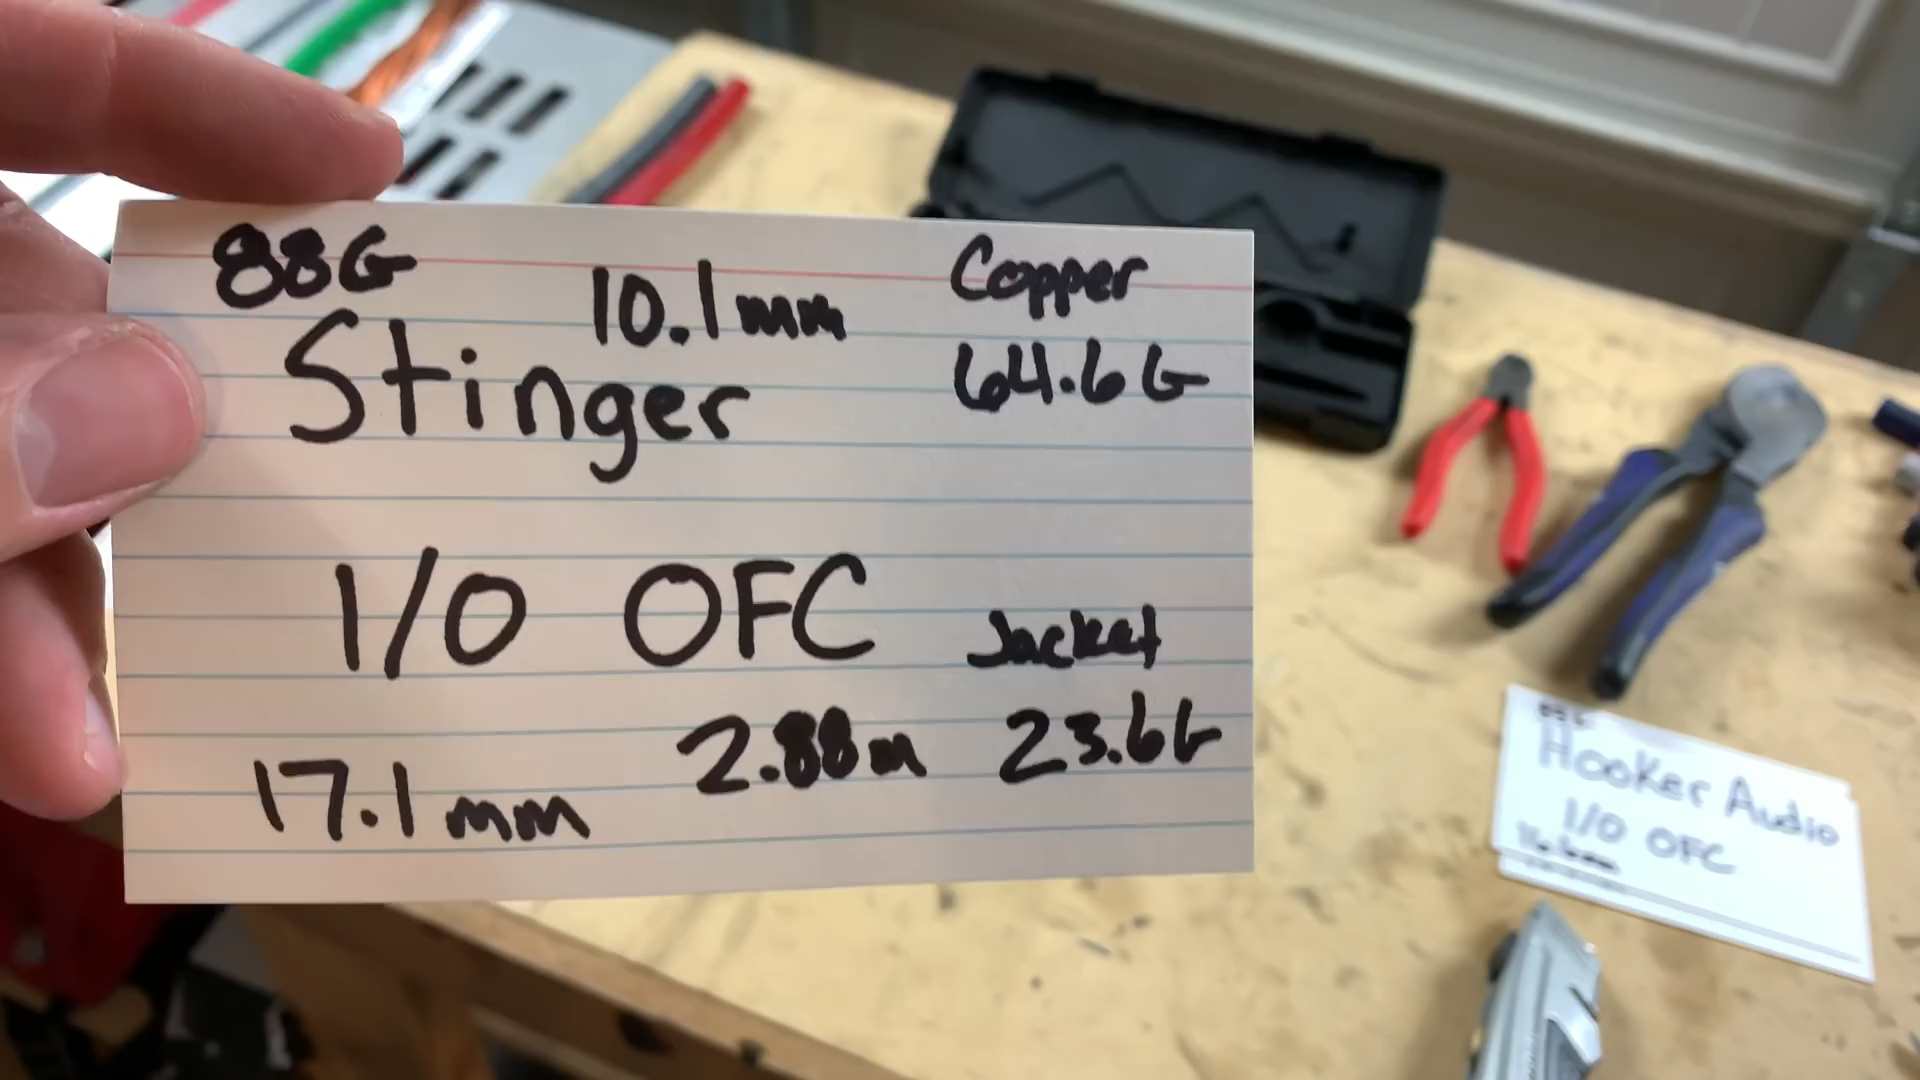 88G
10.1mm
Copper
64.6G
Stinger
1/0 OFC
Jacket
23.6G
2.88m
17.1mm
Hooker Audio
1/0 OFC